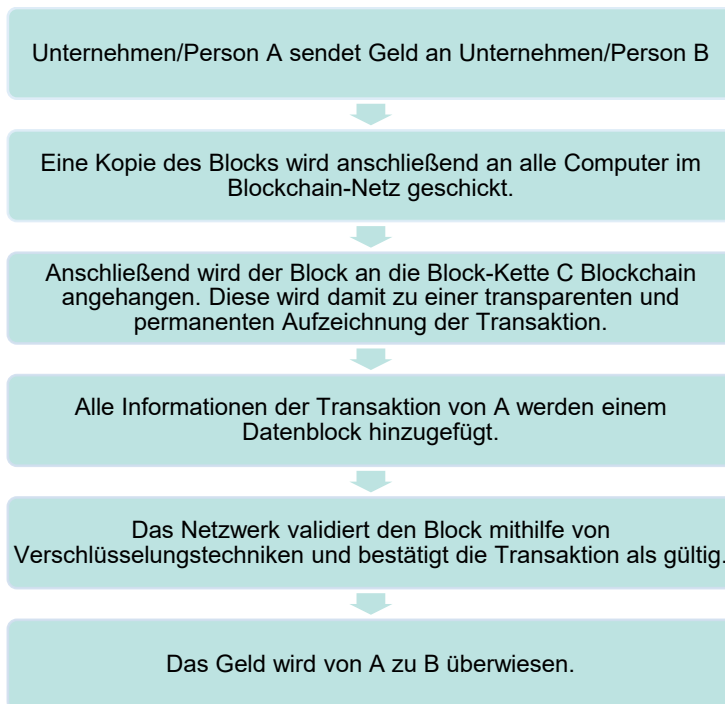 Unternehmen/Person A sendet Geld an Unternehmen/Person B
Eine Kopie des Blocks wird anschließend an alle Computer im
Blockchain-Netz geschickt.
Anschließend wird der Block an die Block-Kette C Blockchain
angehangen. Diese wird damit zu einer transparenten und
permanenten Aufzeichnung der Transaktion.
Alle Informationen der Transaktion von A werden einem
Datenblock hinzugefügt.
Das Netzwerk validiert den Block mithilfe von
Verschlüsselungstechniken und bestätigt die Transaktion als gültig.
Das Geld wird von A zu B überwiesen.